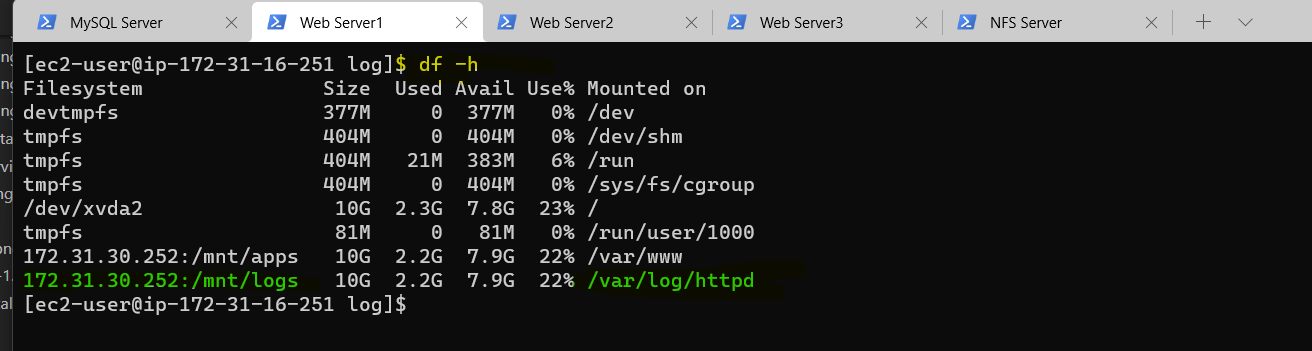 MySQL Server Web Server1 Web Server2 Web Server3 NFS Server
[ec2-user@ip-172-31-16-251 log]$ df -h
Filesystem Size Used Avail Use% Mounted on
devtmpfs 377M 0 377M 0% /dev
tmpfs 404M 0 404M 0% /dev/shm
tmpfs 404M 21M 383M 6% /run
tmpfs 404M 0 404M 0% /sys/fs/cgroup
/dev/xvda2 10G 2.3G 7.8G 23% /
tmpfs 81M 0 81M 0% /run/user/1000
172.31.30.252:/mnt/apps 10G 2.2G 7.9G 22% /var/www
172.31.30.252:/mnt/logs 10G 2.2G 7.9G 22% /var/log/httpd
[ec2-user@ip-172-31-16-251 log]$